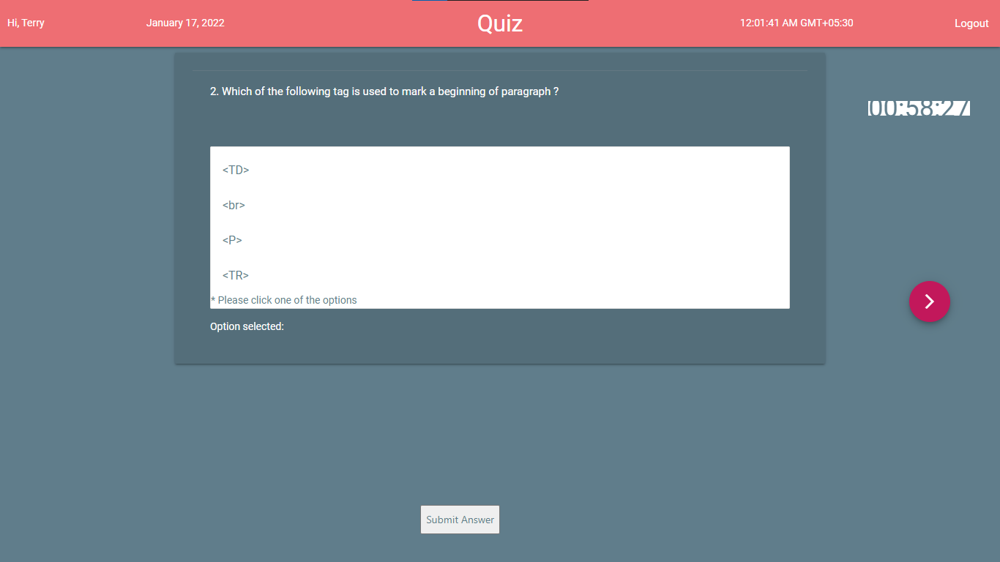 Hi, Terry
January 17, 2022
Quiz
12:01:41 AM GMT+05:30
Logout
2. Which of the following tag is used to mark a beginning of paragraph ?
00:58:27
<TD>
<br>
<P>
<TR>
* Please click one of the options
Option selected:
Submit Answer